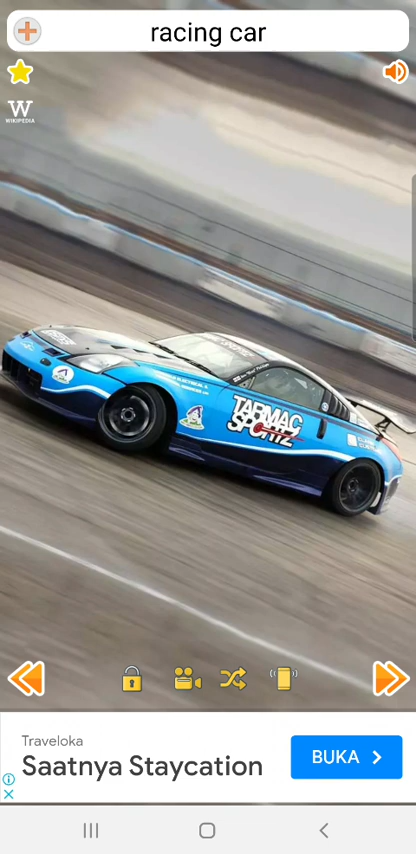 racing car
W
WIKIPEDIA
TARMAC
SPORTZ
Traveloka
Saatnya Staycation
BUKA